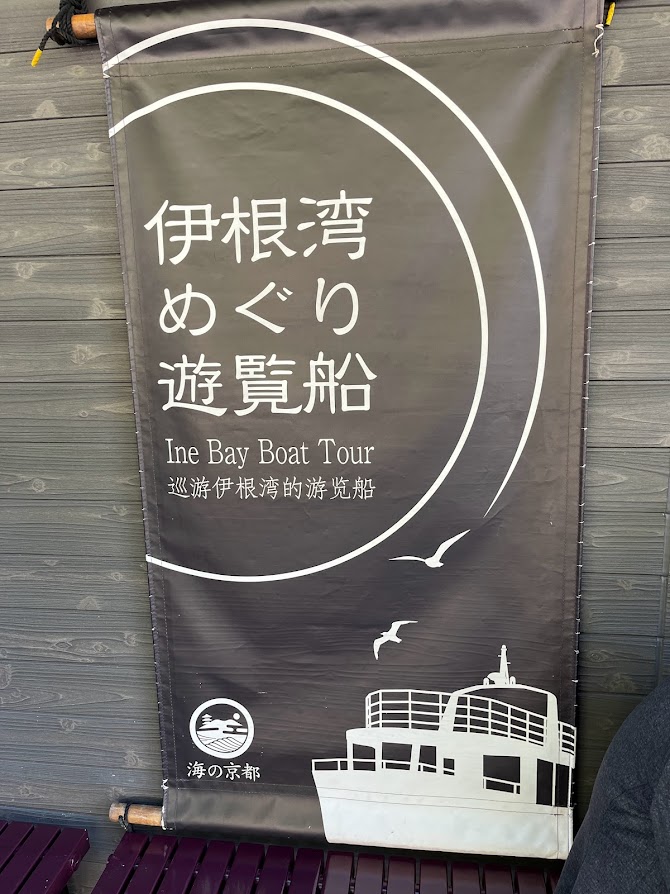 伊根湾
めぐり
遊覧船
Ine Bay Boat Tour
巡游伊根湾的游览船
海の京都